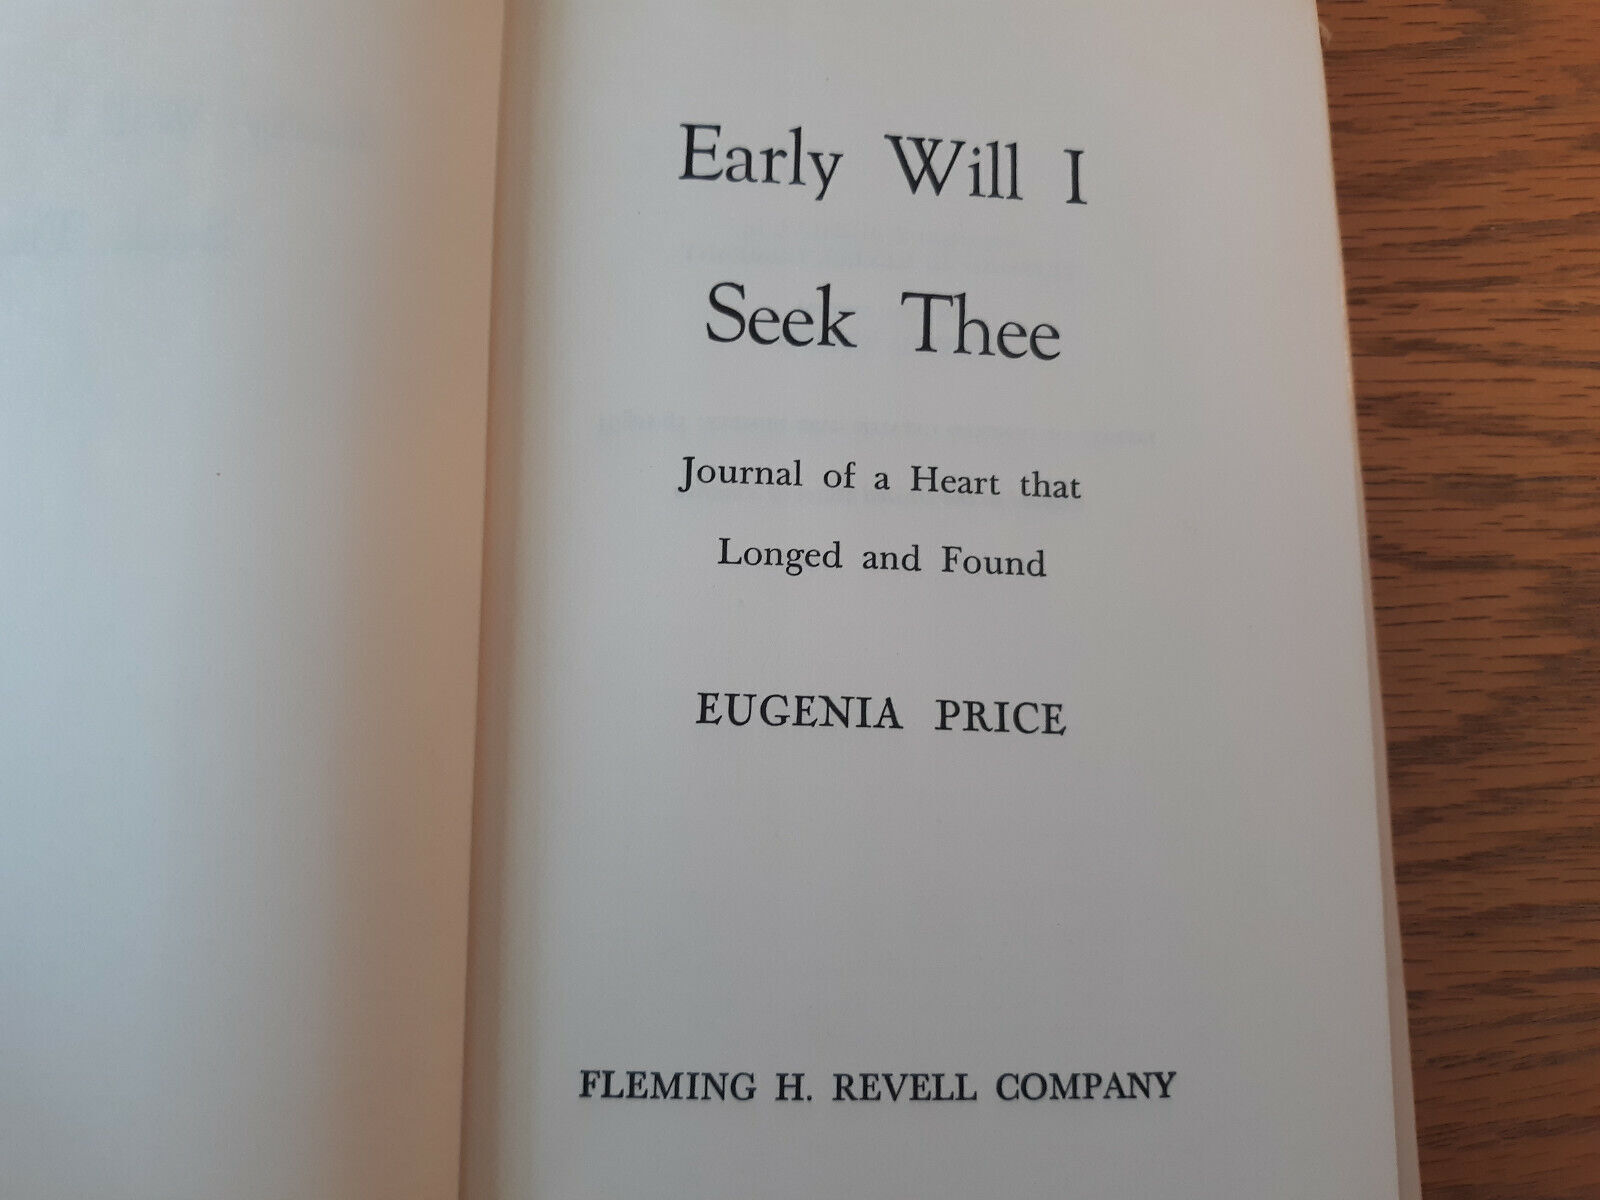 Early Will I
Seek Thee
Journal of a Heart that
Longed and Found
EUGENIA PRICE
FLEMING H. REVELL COMPANY